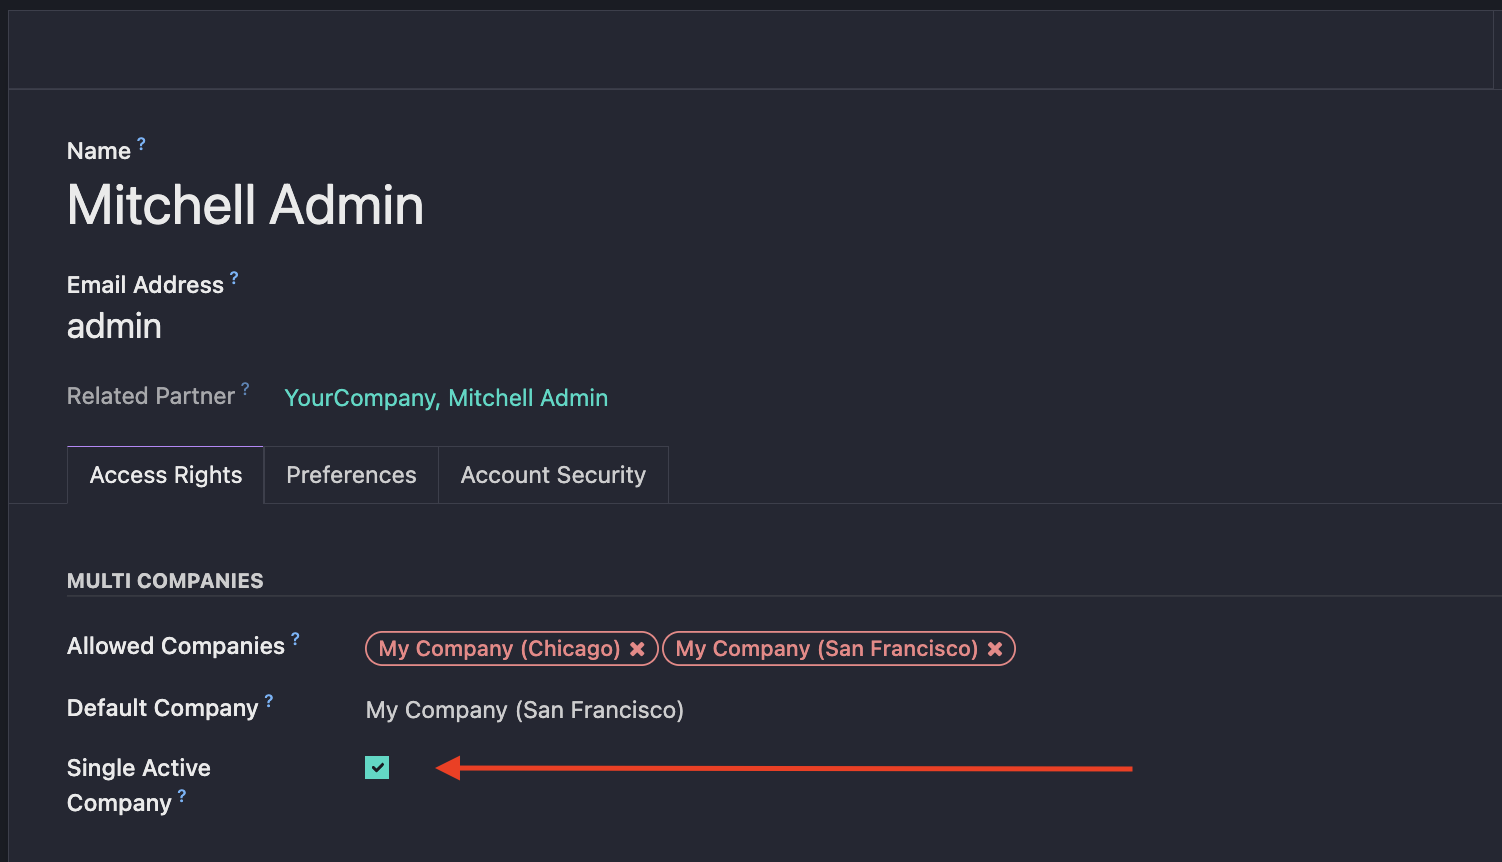 Name ?
Mitchell Admin
Email Address ?
admin
Related Partner ? YourCompany, Mitchell Admin
Access Rights Preferences Account Security
MULTI COMPANIES
Allowed Companies ? My Company (Chicago) My Company (San Francisco)
Default Company ? My Company (San Francisco)
Single Active
Company ?